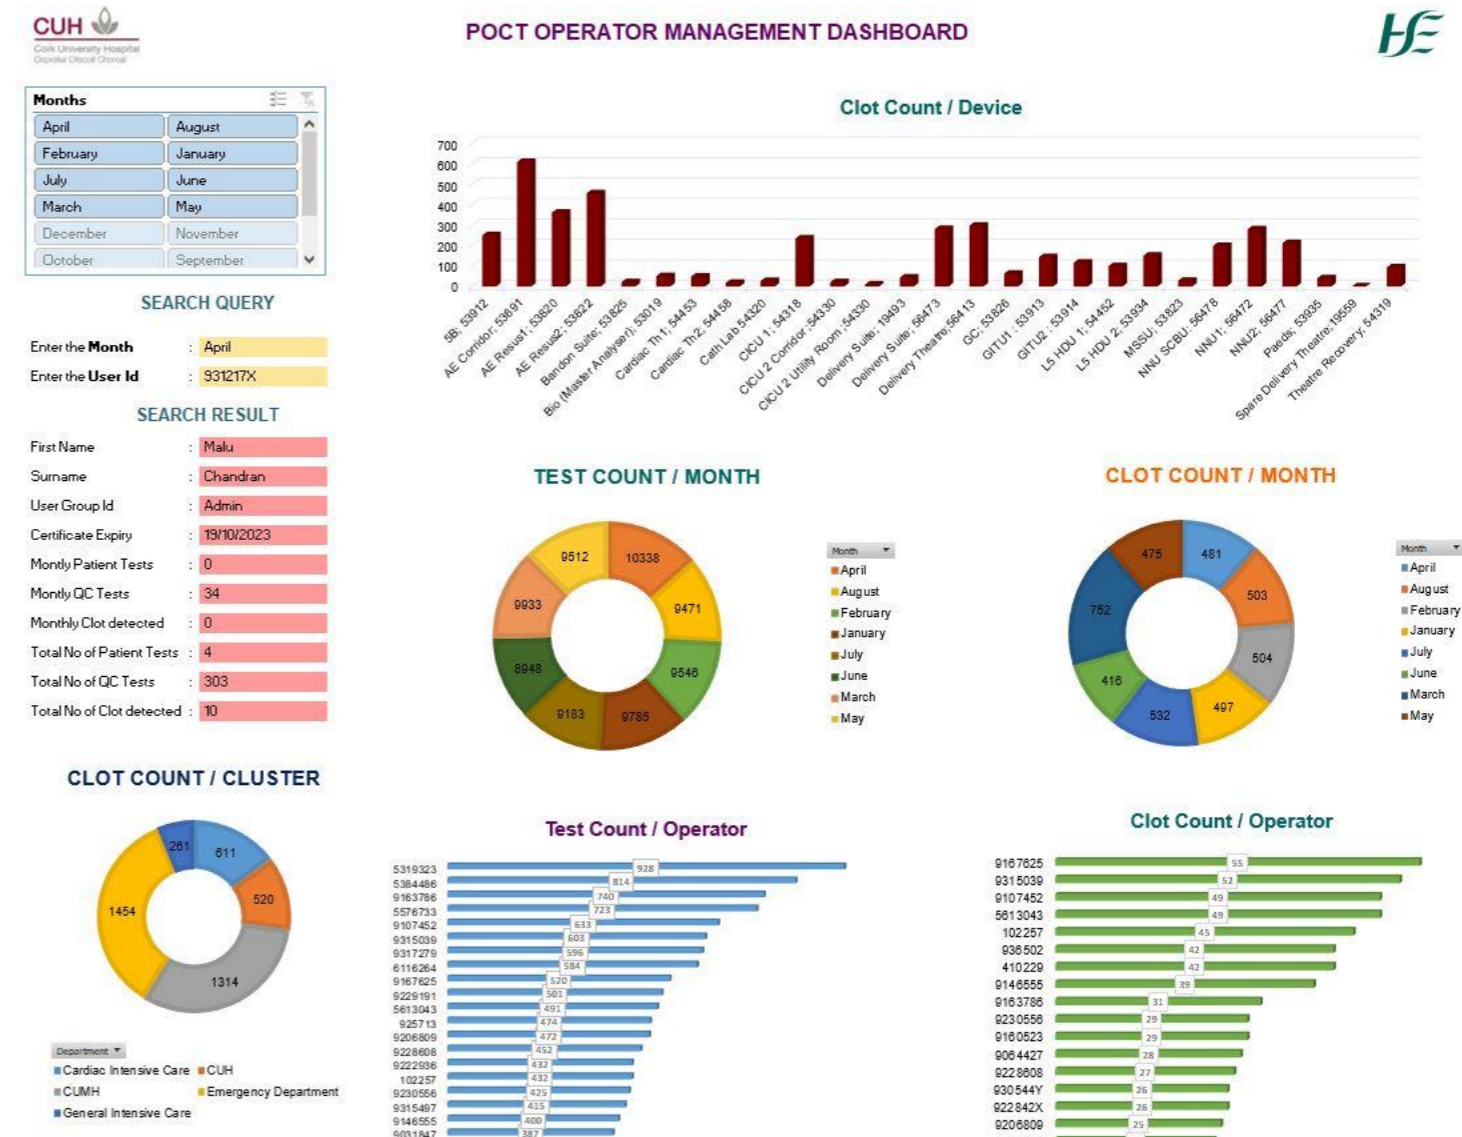 CUH
Cork University Hospital
POCT OPERATOR MANAGEMENT DASHBOARD
Months
April August
February January
July June
March May
December November
October September
SEARCH QUERY
Enter the Month : April
Enter the User Id : 931217X
SEARCH RESULT
First Name : Malu
Surname : Chandran
User Group Id : Admin
Certificate Expiry : 19/10/2023
Montly Patient Tests : 0
Montly QC Tests : 34
Monthly Clot detected : 0
Total No of Patient Tests : 4
Total No of QC Tests : 303
Total No of Clot detected : 10
Clot Count / Device
700
600
500
400
300
200
100
0
5B; 53912
AE Corridor; 53691
AE Resus1; 53820
AE Resus2; 53822
Bandon Suite; 53825
Bio (Master Analyser); 53019
Cardiac Th1; 54453
Cardiac Th2; 54458
Cath Lab 54320
CICU 1; 54318
CICU 2 Corridor; 54330
CICU 2 Utility Room ; 54330
Delivery Suite; 19493
Delivery Suite; 56473
Delivery Theatre;56413
GC; 53826
GITU1 ; 53913
GITU2 ; 53914
L5 HDU 1; 54452
L5 HDU 2; 53934
MSSU; 53823
NNU SCBU; 56478
NNU1; 56472
NNU2; 56477
Paeds; 53935
Spare Delivery Theatre;19559
Theatre Recovery; 54319
TEST COUNT / MONTH
9512 10338
9933 9471
8948 9546
9183 9785
Month
April
August
February
January
July
June
March
May
CLOT COUNT / MONTH
475 481
752 503
416 504
532 497
Month
April
August
February
January
July
June
March
May
CLOT COUNT / CLUSTER
261 611
1454 520
1314
Department
Cardiac Intensive Care CUH
CUMH Emergency Department
General Intensive Care
Test Count / Operator
5319323 928
5384486 814
9163786 740
5576733 723
9107452 633
9315039 603
9317279 596
6116264 584
9167625 520
9229191 501
5613043 491
925713 474
9206809 472
9228608 452
9222936 432
102257 432
9230556 425
9315497 415
9146555 400
9031847 387
Clot Count / Operator
9167625 55
9315039 52
9107452 49
5613043 49
102257 45
936502 42
410229 42
9146555 39
9163786 31
9230556 29
9160523 29
9064427 28
9228608 27
930544Y 26
922842X 26
9206809 25